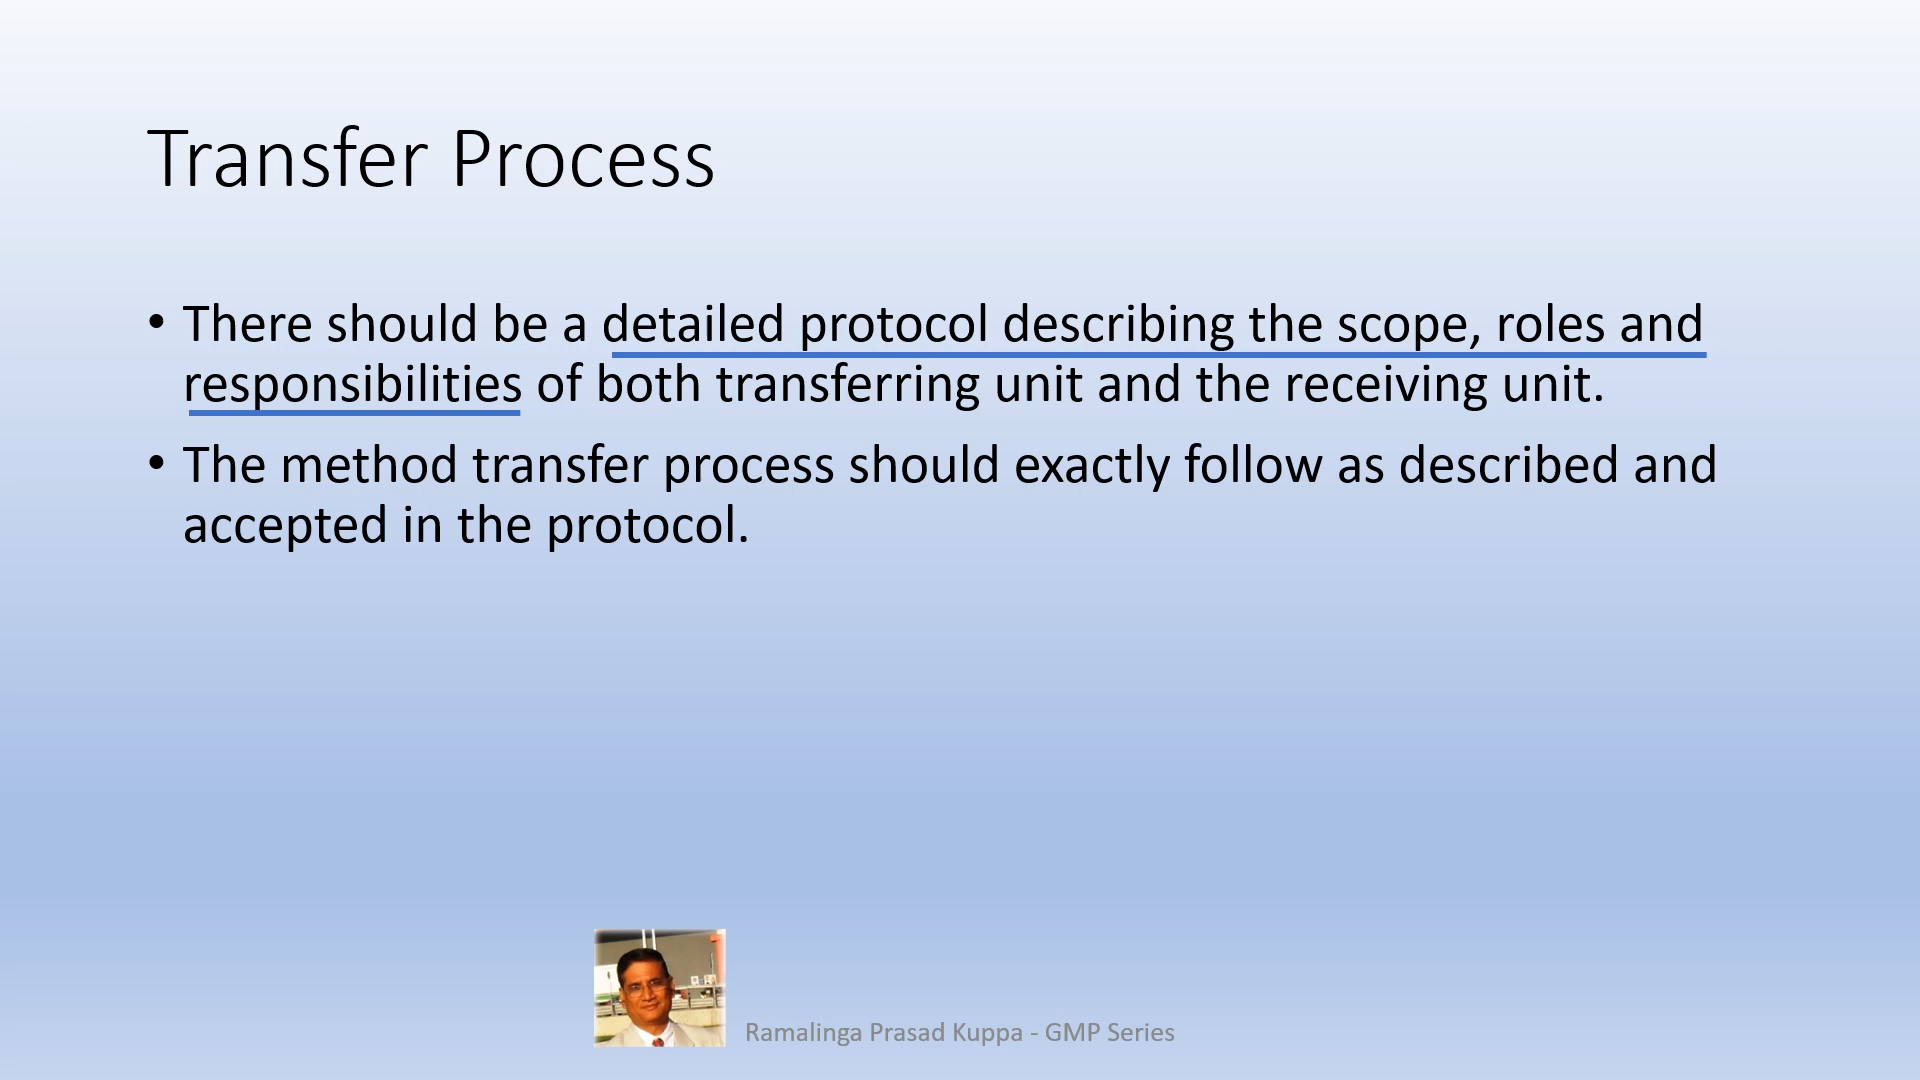 Transfer Process
• There should be a detailed protocol describing the scope, roles and
responsibilities of both transferring unit and the receiving unit.
• The method transfer process should exactly follow as described and
accepted in the protocol.
Ramalinga Prasad Kuppa - GMP Series